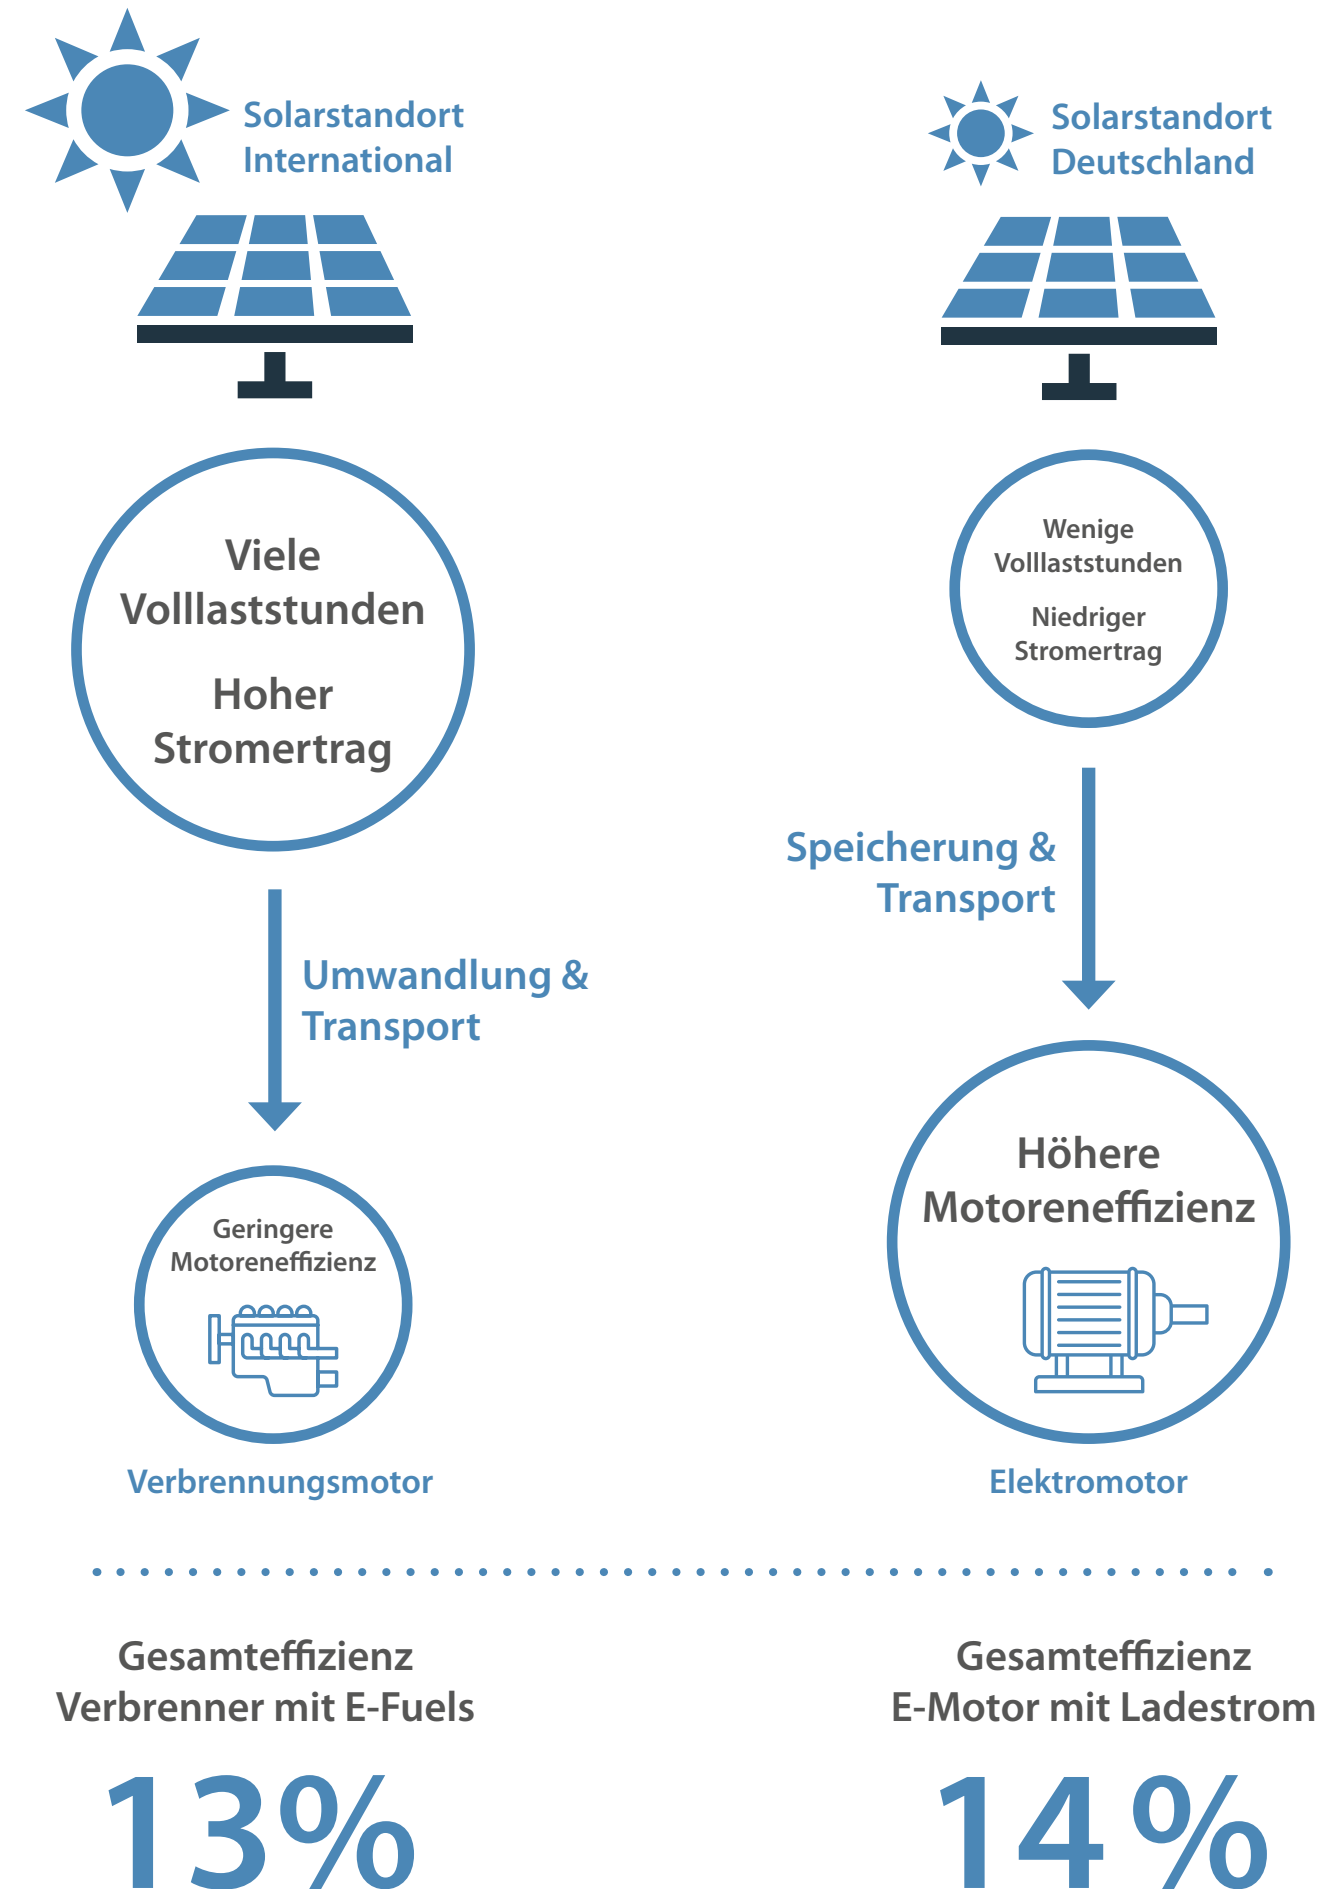 Solarstandort
International
Viele
Volllaststunden
Hoher
Stromertrag
Umwandlung &
Transport
Geringere
Motoreneffizienz
Verbrennungsmotor
Gesamteffizienz
Verbrenner mit E-Fuels
13%
Solarstandort
Deutschland
Wenige
Volllaststunden
Niedriger
Stromertrag
Speicherung &
Transport
Höhere
Motoreneffizienz
Elektromotor
Gesamteffizienz
E-Motor mit Ladestrom
14 %